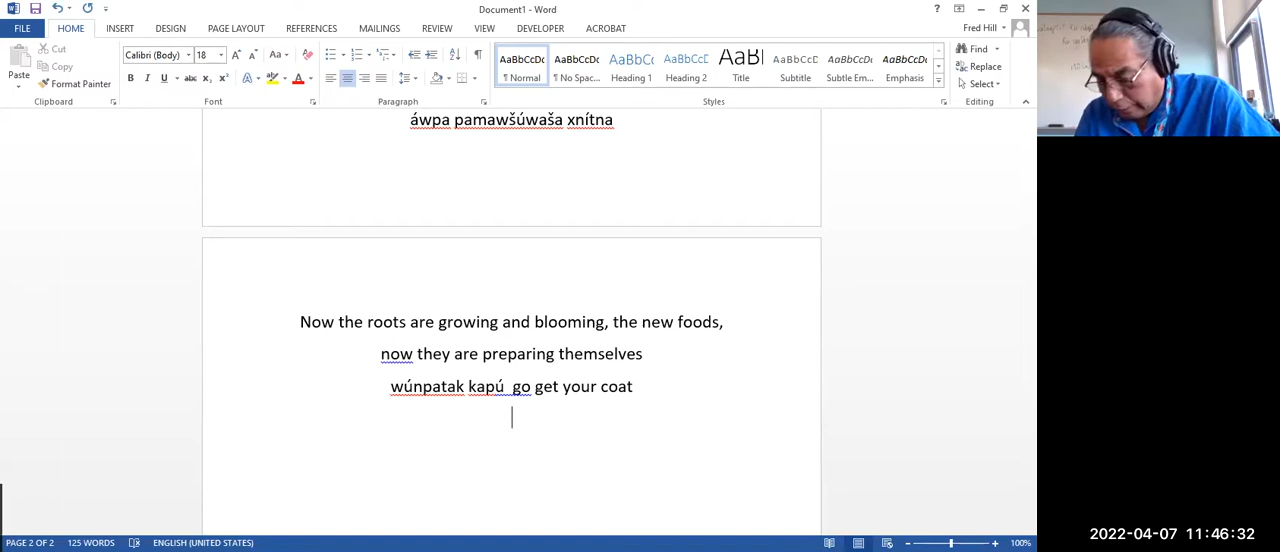 Document1 - Word
FILE HOME INSERT DESIGN PAGE LAYOUT REFERENCES MAILINGS REVIEW VIEW DEVELOPER ACROBAT
Fred Hill
Paste
Cut
Copy
Format Painter
Clipboard
Calibri (Body) 18
Font
Paragraph
AaBbCcDc ¶ Normal
AaBbCcDc ¶ No Spac...
AaBbCc Heading 1
AaBbCcD Heading 2
Title
AaBbCcD Subtitle
AaBbCcDc Subtle Em...
AaBbCcDc Emphasis
Styles
Find
Replace
Select
Editing
áwpa pamawšúwaša xnítna
Now the roots are growing and blooming, the new foods,
now they are preparing themselves
wúnpatak kapú  go get your coat
PAGE 2 OF 2 125 WORDS ENGLISH (UNITED STATES) 100%
2022-04-07 11:46:32